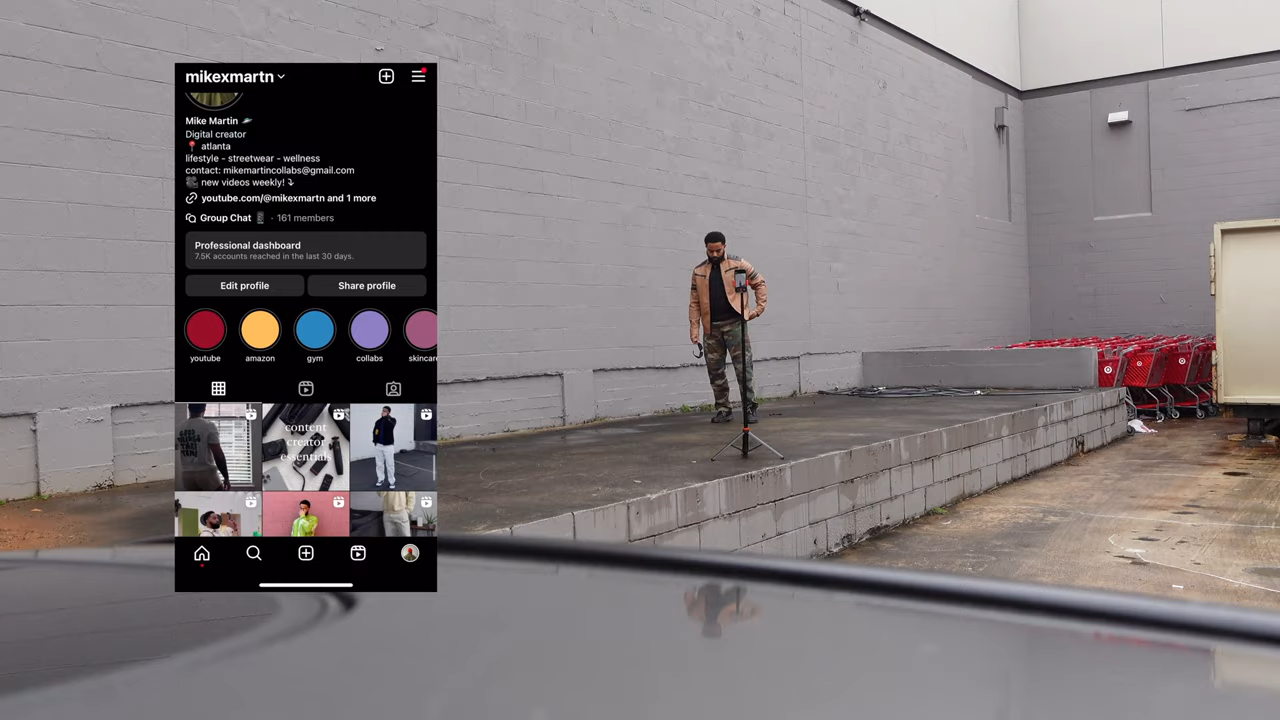 mikexmartn
Mike Martin
Digital creator
atlanta
lifestyle - streetwear - wellness
contact: mikemartincollabs@gmail.com
new videos weekly!
youtube.com/@mikexmartn and 1 more
Group Chat · 161 members
Professional dashboard
7.5K accounts reached in the last 30 days.
Edit profile
Share profile
youtube
amazon
gym
collabs
skincare
content
creator
essentials